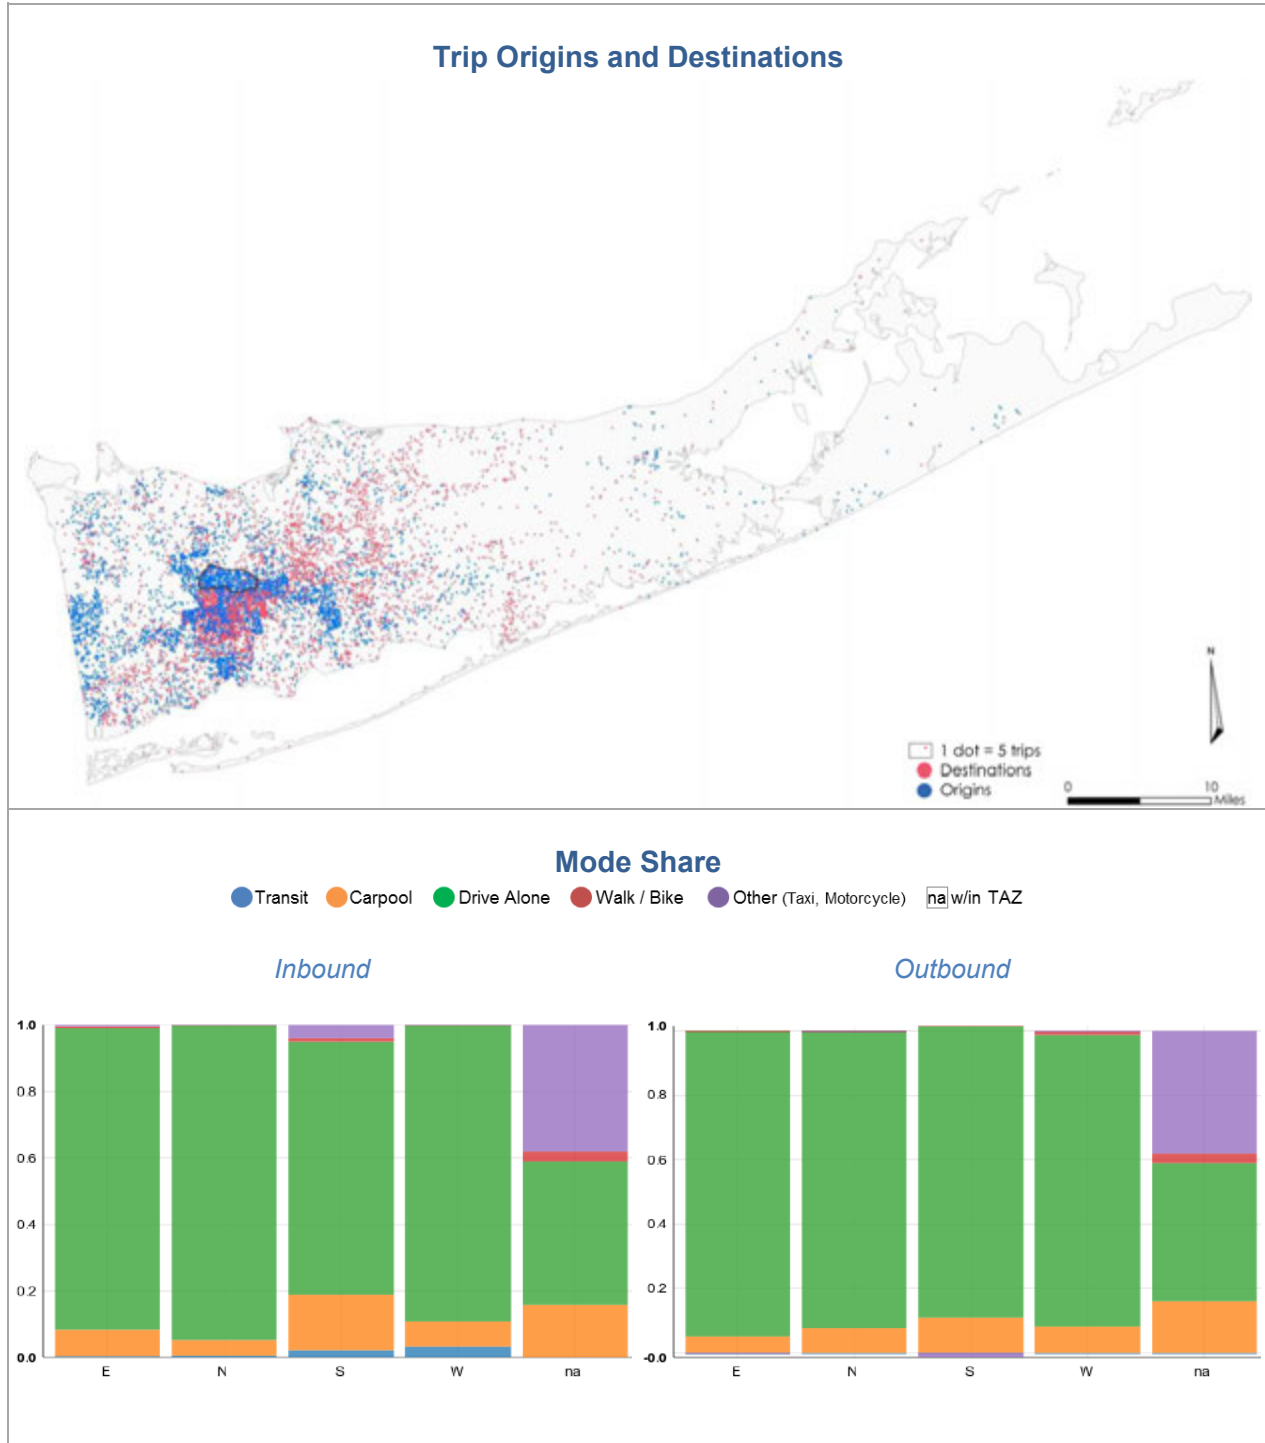 Trip Origins and Destinations
N
1 dot = 5 trips
Destinations
Origins
0 10
Miles
Mode Share
Transit Carpool Drive Alone Walk / Bike Other (Taxi, Motorcycle) na w/in TAZ
Inbound Outbound
1.0
0.8
0.6
0.4
0.2
0.0
E N S W na
1.0
0.8
0.6
0.4
0.2
-0.0
E N S W na